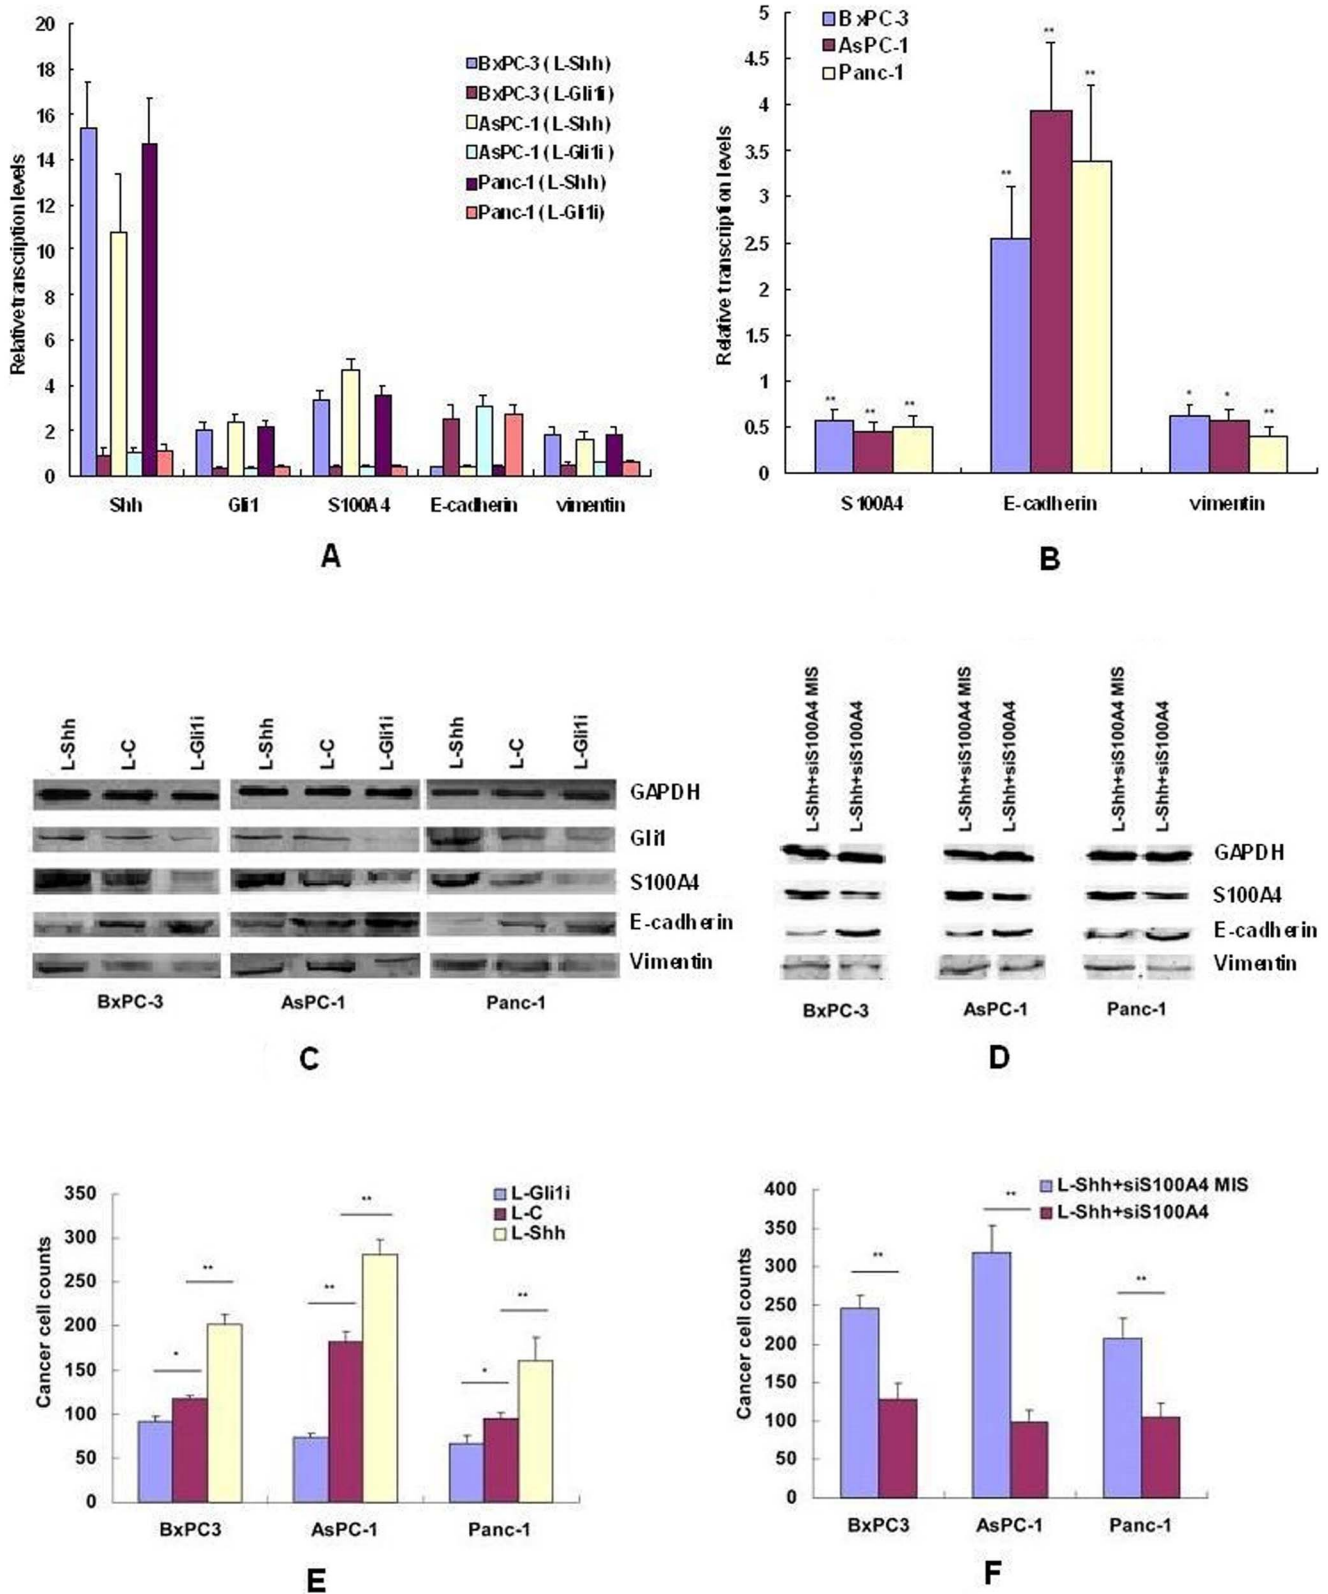 20
18
16
14
12
10
8
6
4
2
0
Relative transcription levels
BxPC-3 ( L-Shh)
BxPC-3 ( L-Gli1i)
AsPC-1 ( L-Shh)
AsPC-1 ( L-Gli1i )
Panc-1 ( L-Shh)
Panc-1 ( L-Gli1i)
Shh Gli1 S100A4 E-cadherin vimentin
A
5
4.5
4
3.5
3
2.5
2
1.5
1
0.5
0
Relative transcription levels
BxPC-3
AsPC-1
Panc-1
** ** **
** ** **
* * **
S100A4 E-cadherin vimentin
B
L-Shh L-C L-Gli1i L-Shh L-C L-Gli1i L-Shh L-C L-Gli1i
GAPDH
Gli1
S100A4
E-cadherin
Vimentin
BxPC-3 AsPC-1 Panc-1
C
L-Shh+siS100A4 MIS L-Shh+siS100A4 L-Shh+siS100A4 MIS L-Shh+siS100A4 L-Shh+siS100A4 MIS L-Shh+siS100A4
GAPDH
S100A4
E-cadherin
Vimentin
BxPC-3 AsPC-1 Panc-1
D
350
300
250
200
150
100
50
0
Cancer cell counts
L-Gli1i
L-C
L-Shh
* **
** **
* **
BxPC3 AsPC-1 Panc-1
E
400
350
300
250
200
150
100
50
0
Cancer cell counts
L-Shh+siS100A4 MIS
L-Shh+siS100A4
** ** **
BxPC3 AsPC-1 Panc-1
F